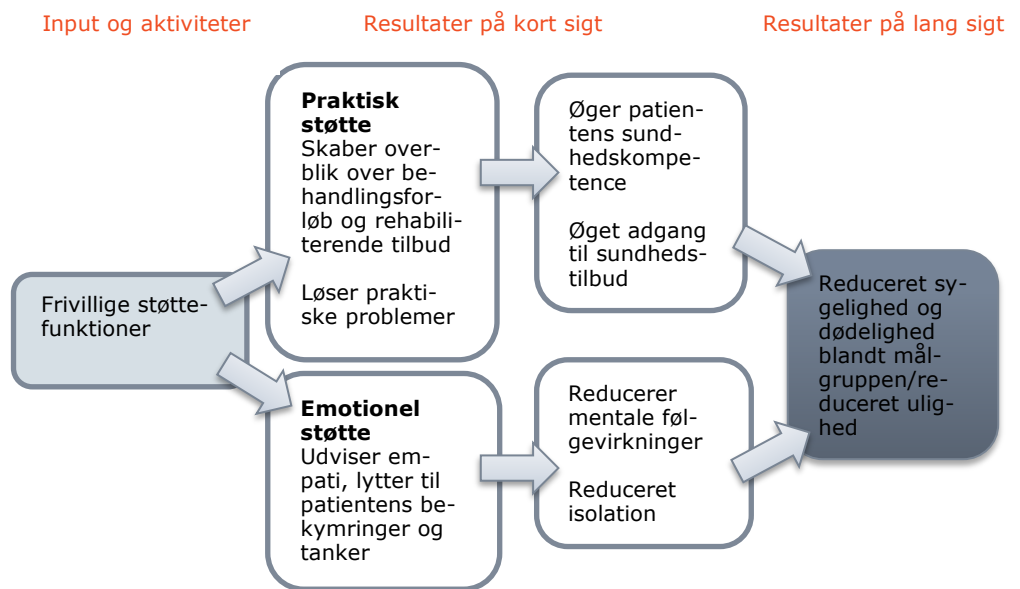 Input og aktiviteter
Resultater på kort sigt
Resultater på lang sigt
Frivillige støtte-
funktioner
Praktisk
støtte
Skaber over-
blik over be-
handlingsfor-
løb og rehabili-
terende tilbud
Løser prakti-
ske problemer
Emotionel
støtte
Udviser em-
pati, lytter til
patientens be-
kymringer og
tanker
Øger patien-
tens sund-
hedskompe-
tence
Øget adgang
til sundheds-
tilbud
Reducerer
mentale føl-
gevirkninger
Reduceret
isolation
Reduceret sy-
gelighed og
dødelighed
blandt mål-
gruppen/re-
duceret ulig-
hed